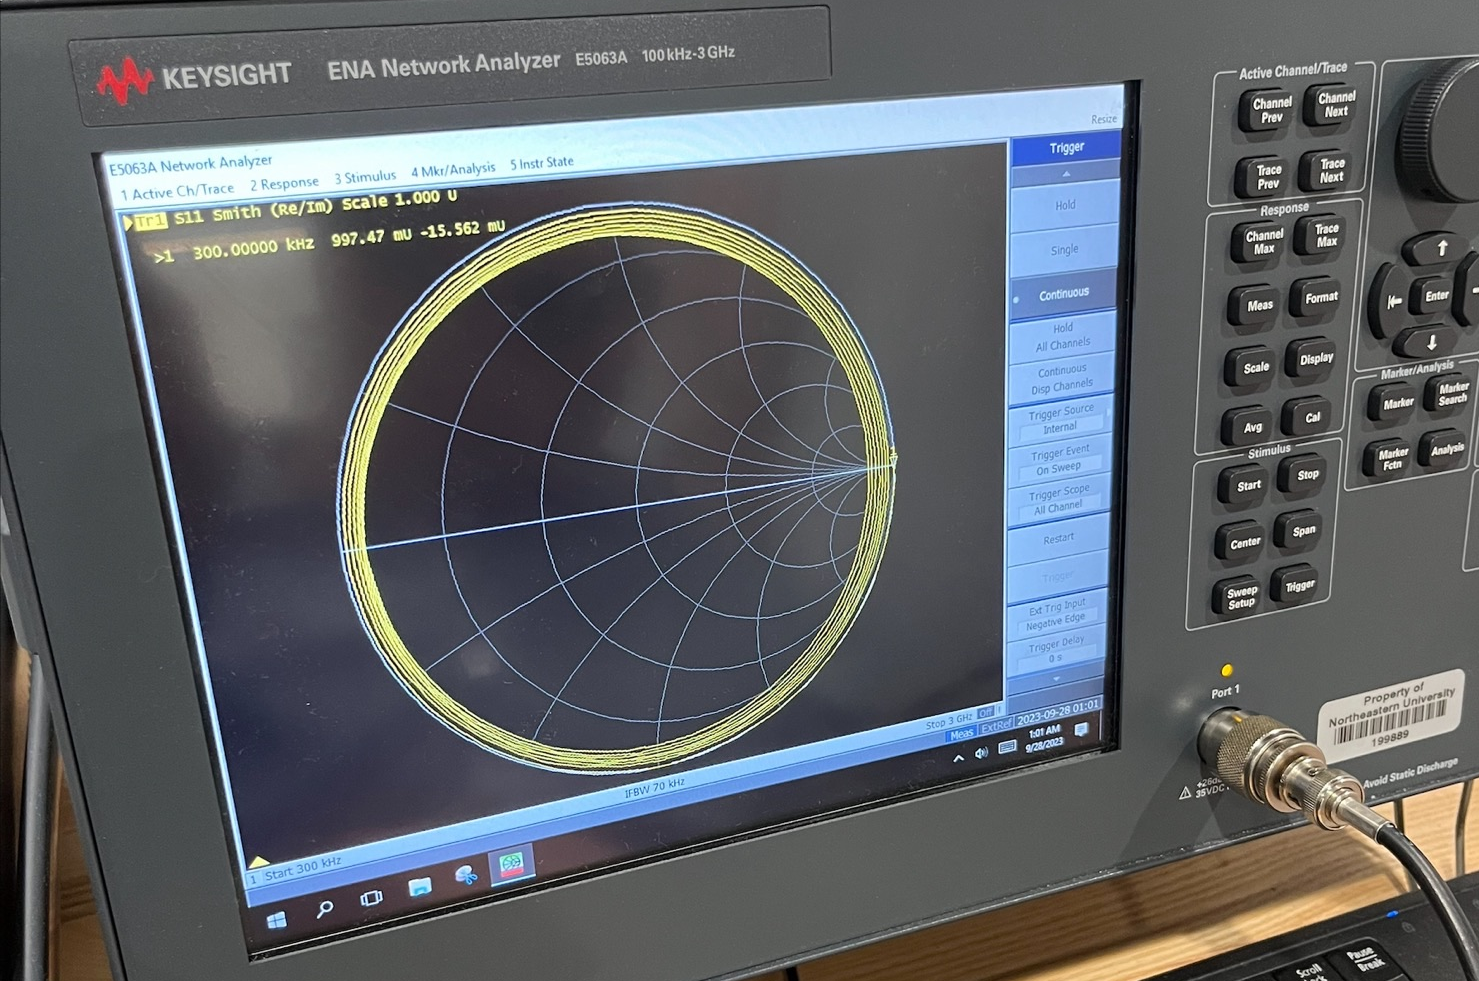 KEYSIGHT ENA Network Analyzer E5063A 100 kHz-3 GHz
E5063A Network Analyzer
Resize
1 Active Ch/Trace 2 Response 3 Stimulus 4 Mkr/Analysis 5 Instr State
Tr1 S11 Smith (Re/Im) Scale 1.000 U
>1 300.00000 kHz 997.47 mU -15.562 mU
Trigger
Hold
Single
Continuous
Hold
All Channels
Continuous
Disp Channels
Trigger Source
Internal
Trigger Event
On Sweep
Trigger Scope
All Channel
Restart
Trigger
Ext Trig Input
Negative Edge
Trigger Delay
0 s
1 Start 300 kHz
IFBW 70 kHz
Stop 3 GHz Off
Meas ExtRef 2023-09-28 01:01
1:01 AM
9/28/2023
Active Channel/Trace
Channel Prev
Channel Next
Trace Prev
Trace Next
Response
Channel Max
Trace Max
Meas
Format
Scale
Display
Avg
Cal
Enter
Marker/Analysis
Marker
Marker Search
Marker Fctn
Analysis
Stimulus
Start
Stop
Center
Span
Sweep Setup
Trigger
Port 1
Property of
Northeastern University
199889
Avoid Static Discharge
35VDC
Scroll
Pause
Break